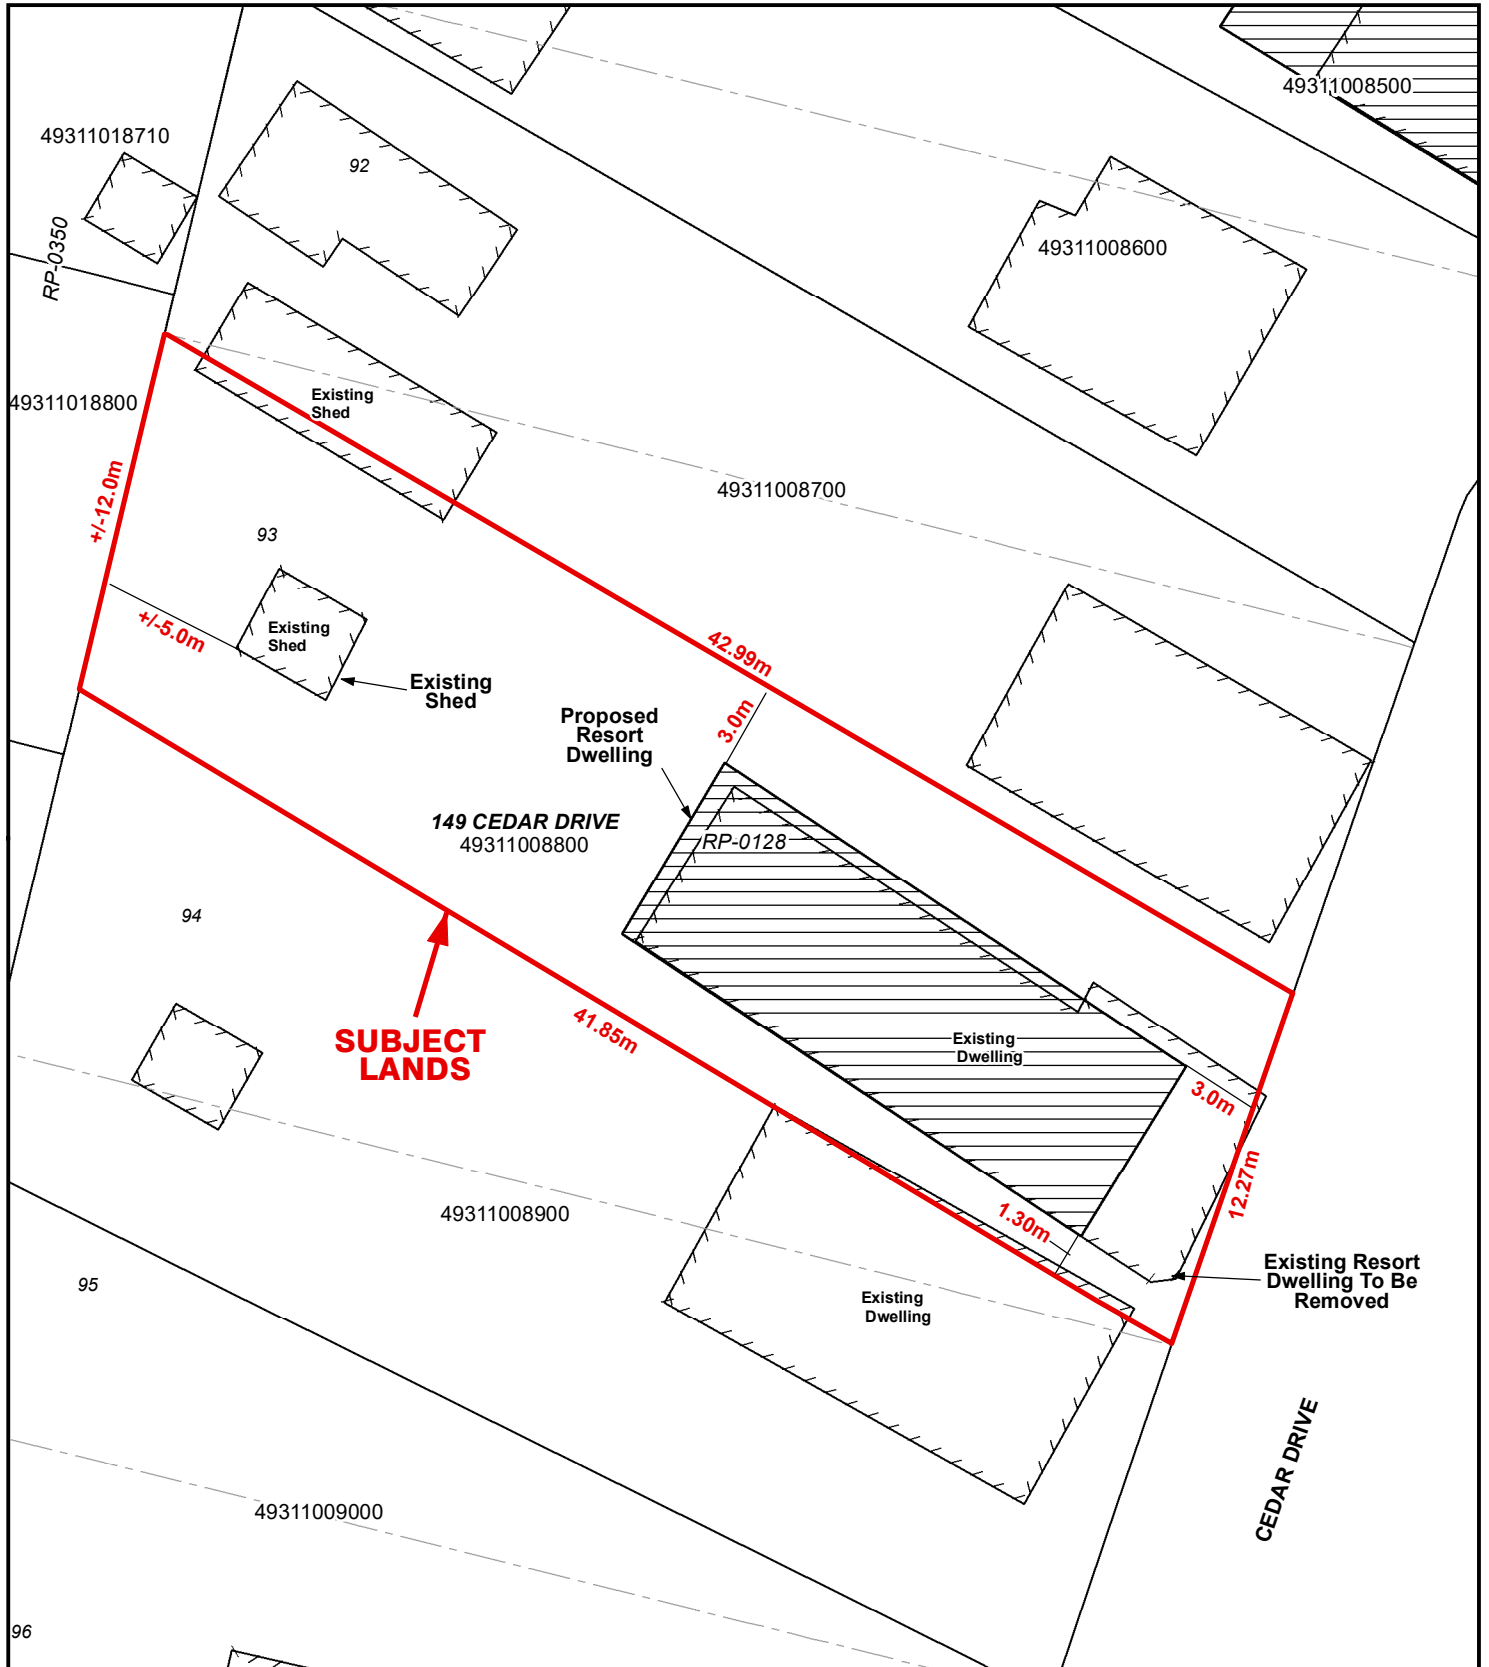 49311008500
49311018710
92
RP-0350
49311008600
Existing
Shed
49311018800
+/-12.0m
49311008700
93
+/-5.0m
Existing
Shed
Existing
Shed
42.99m
3.0m
Proposed
Resort
Dwelling
149 CEDAR DRIVE
49311008800
RP-0128
94
41.85m
SUBJECT
LANDS
Existing
Dwelling
3.0m
12.27m
1.30m
49311008900
Existing Resort
Dwelling To Be
Removed
95
Existing
Dwelling
CEDAR DRIVE
49311009000
96